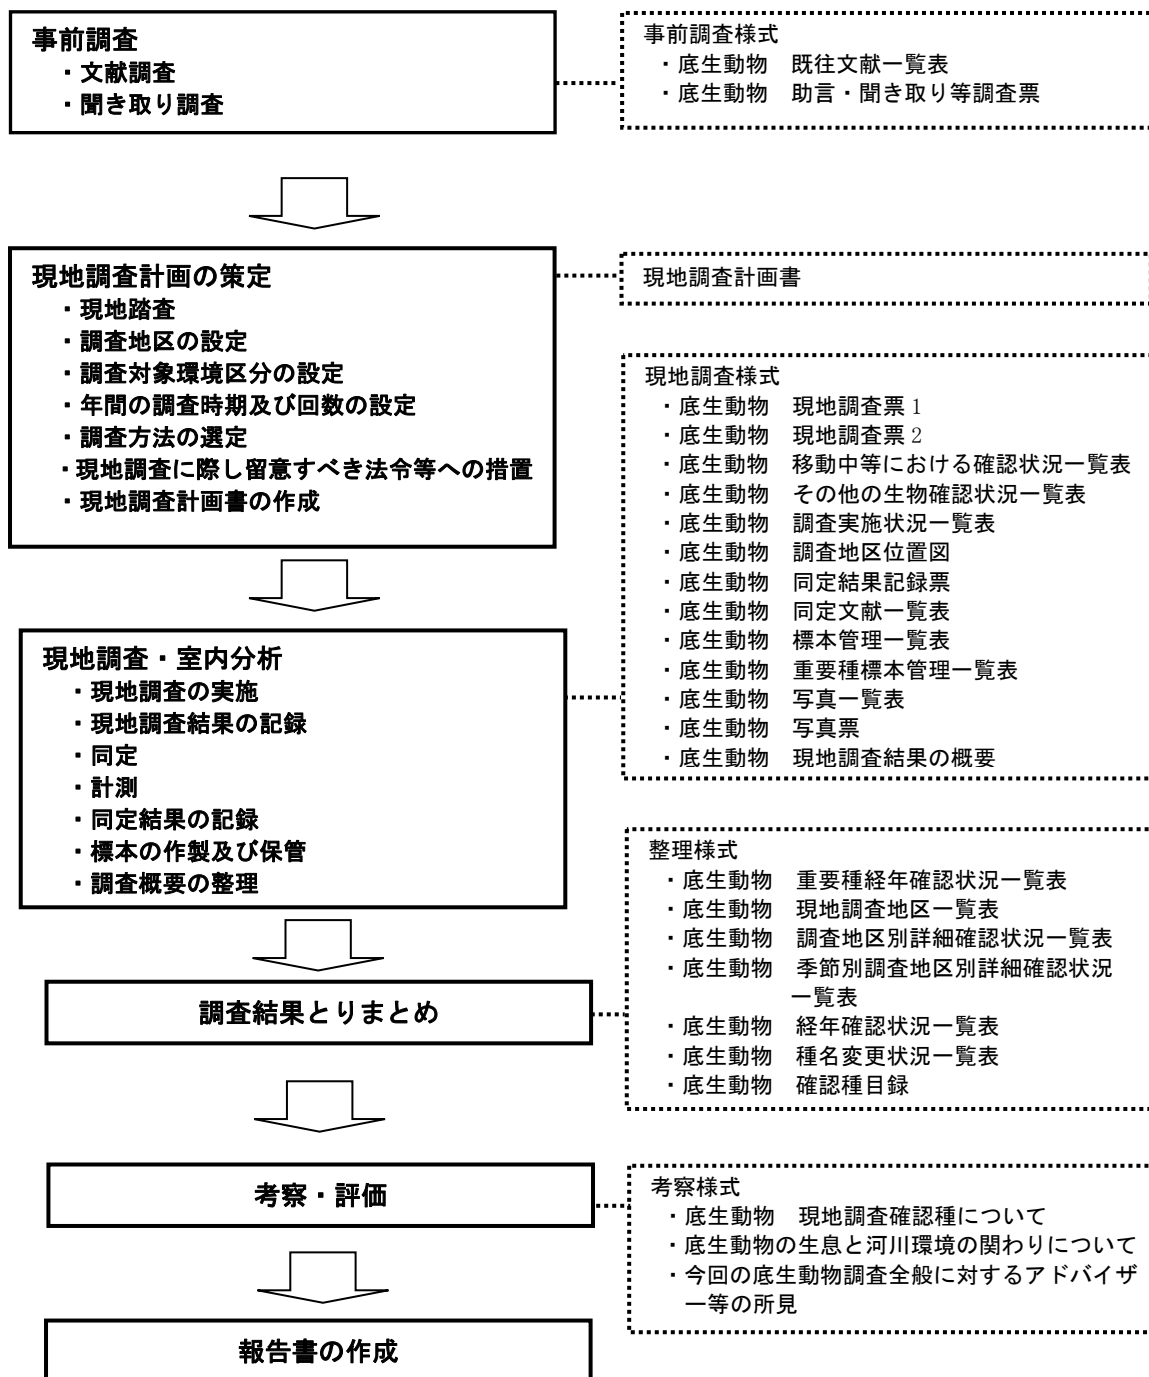 事前調査
・文献調査
・聞き取り調査
事前調査様式
・底生動物　既往文献一覧表
・底生動物　助言・聞き取り等調査票
現地調査計画の策定
・現地踏査
・調査地区の設定
・調査対象環境区分の設定
・年間の調査時期及び回数の設定
・調査方法の選定
・現地調査に際し留意すべき法令等への措置
・現地調査計画書の作成
現地調査計画書
現地調査・室内分析
・現地調査の実施
・現地調査結果の記録
・同定
・計測
・同定結果の記録
・標本の作製及び保管
・調査概要の整理
現地調査様式
・底生動物　現地調査票1
・底生動物　現地調査票2
・底生動物　移動中等における確認状況一覧表
・底生動物　その他の生物確認状況一覧表
・底生動物　調査実施状況一覧表
・底生動物　調査地区位置図
・底生動物　同定結果記録票
・底生動物　同定文献一覧表
・底生動物　標本管理一覧表
・底生動物　重要種標本管理一覧表
・底生動物　写真一覧表
・底生動物　写真票
・底生動物　現地調査結果の概要
調査結果とりまとめ
整理様式
・底生動物　重要種経年確認状況一覧表
・底生動物　現地調査地区一覧表
・底生動物　調査地区別詳細確認状況一覧表
・底生動物　季節別調査地区別詳細確認状況
一覧表
・底生動物　経年確認状況一覧表
・底生動物　種名変更状況一覧表
・底生動物　確認種目録
考察・評価
考察様式
・底生動物　現地調査確認種について
・底生動物の生息と河川環境の関わりについて
・今回の底生動物調査全般に対するアドバイザ
ー等の所見
報告書の作成